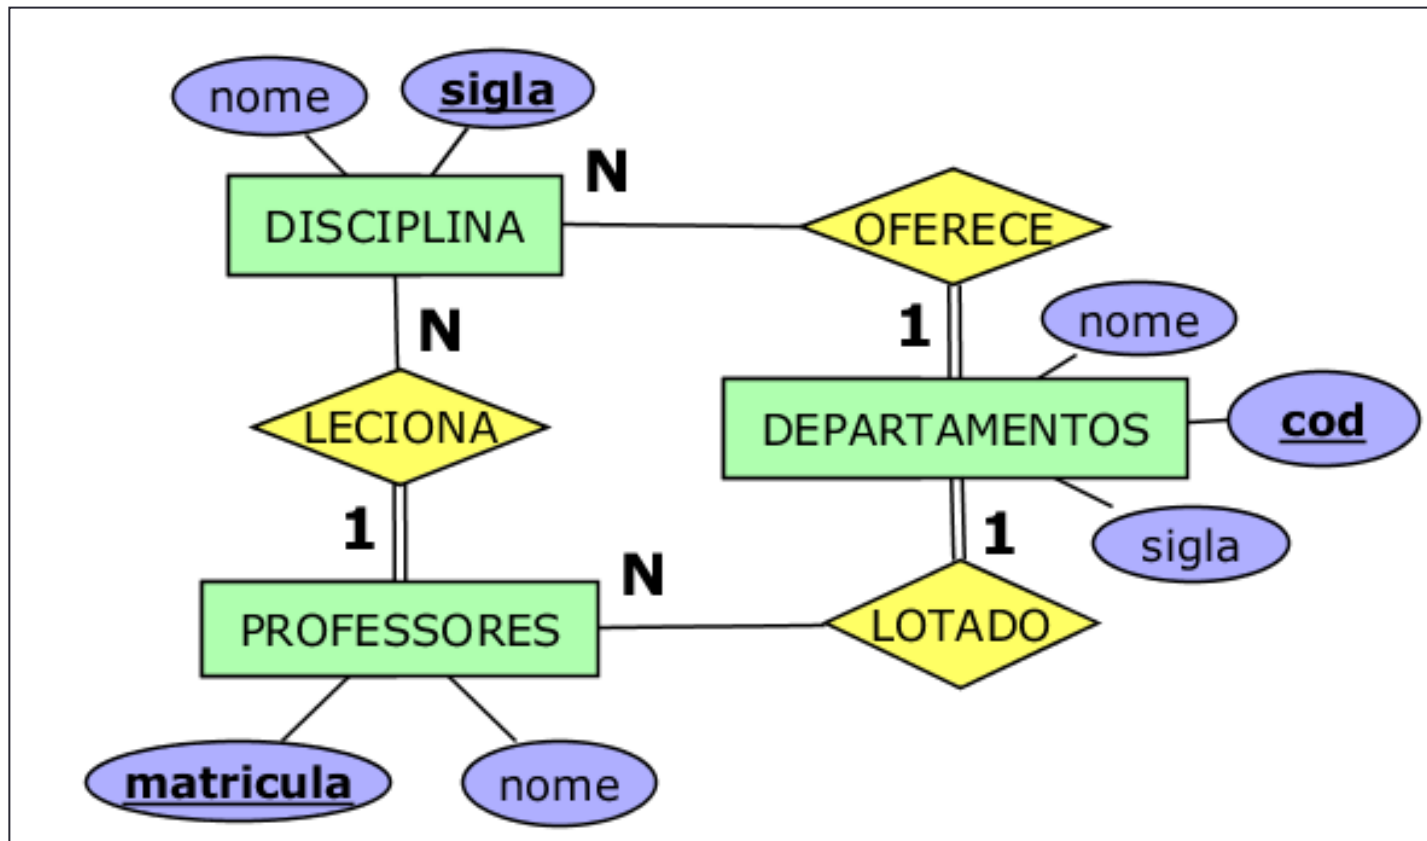 nome
sigla
N
DISCIPLINA
OFERECE
N
1
nome
LECIONA
DEPARTAMENTOS
cod
1
1
sigla
N
PROFESSORES
LOTADO
matricula
nome